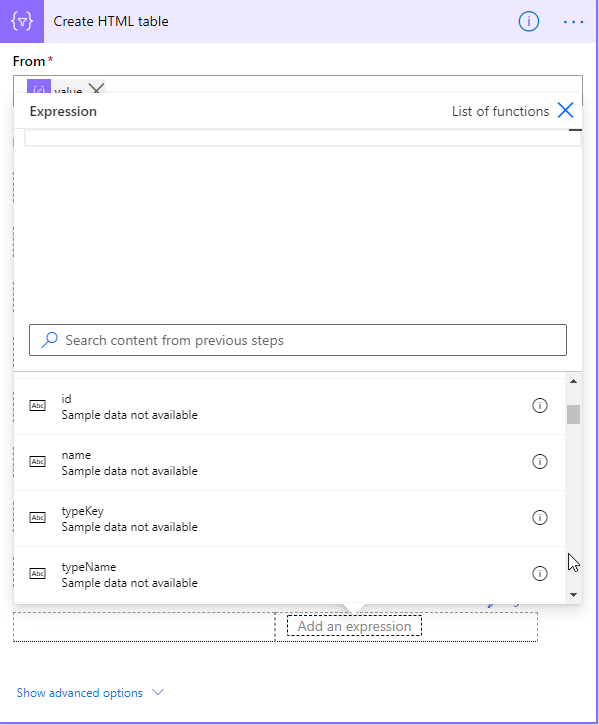 Create HTML table
From*
value
Expression
List of functions
Search content from previous steps
Abc
id
Sample data not available
Abc
name
Sample data not available
Abc
typeKey
Sample data not available
Abc
typeName
Sample data not available
Add an expression
Show advanced options